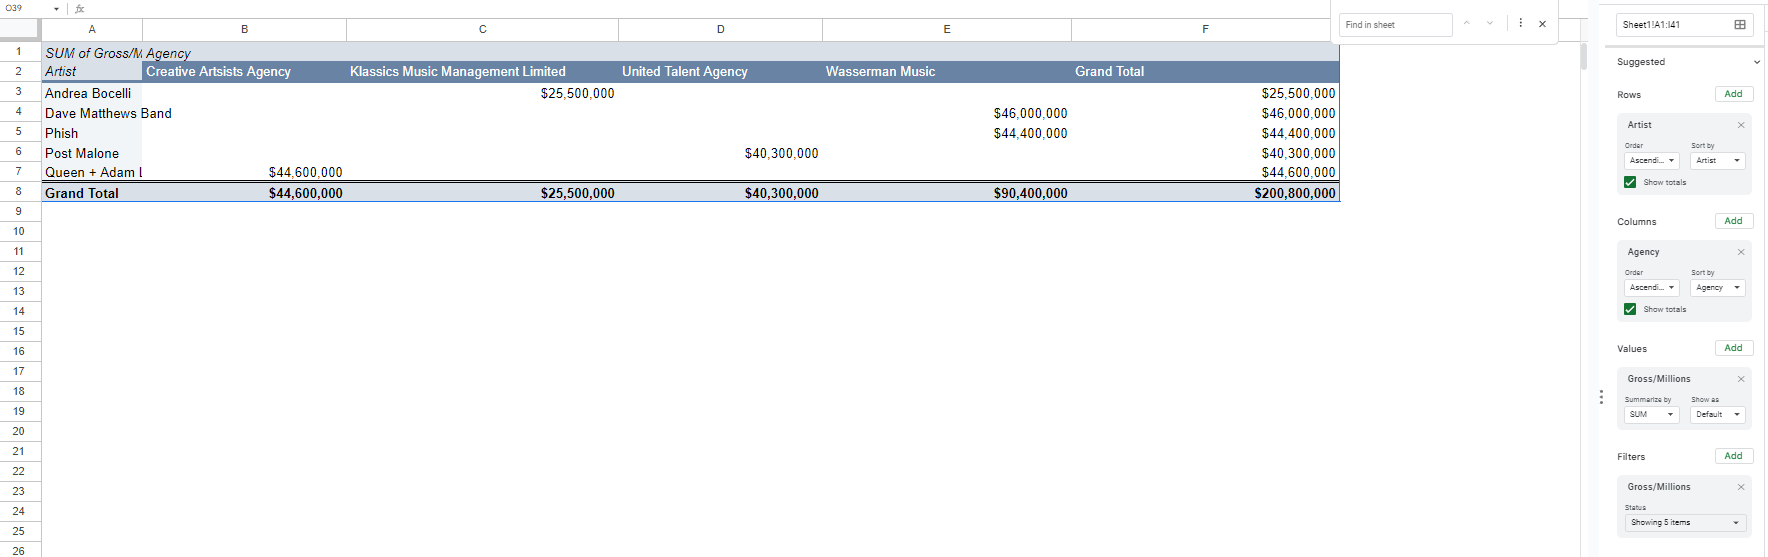 O39 fx
Find in sheet
Sheet1!A1:I41
A B C D E F
1 SUM of Gross/M Agency
2 Artist Creative Artsists Agency Klassics Music Management Limited United Talent Agency Wasserman Music Grand Total
3 Andrea Bocelli $25,500,000 $25,500,000
4 Dave Matthews Band $46,000,000 $46,000,000
5 Phish $44,400,000 $44,400,000
6 Post Malone $40,300,000 $40,300,000
7 Queen + Adam L $44,600,000 $44,600,000
8 Grand Total $44,600,000 $25,500,000 $40,300,000 $90,400,000 $200,800,000
9
10
11
12
13
14
15
16
17
18
19
20
21
22
23
24
25
26
Suggested
Rows Add
Artist
Order Sort by
Ascendi... Artist
Show totals
Columns Add
Agency
Order Sort by
Ascendi... Agency
Show totals
Values Add
Gross/Millions
Summarize by Show as
SUM Default
Filters Add
Gross/Millions
Status
Showing 5 items